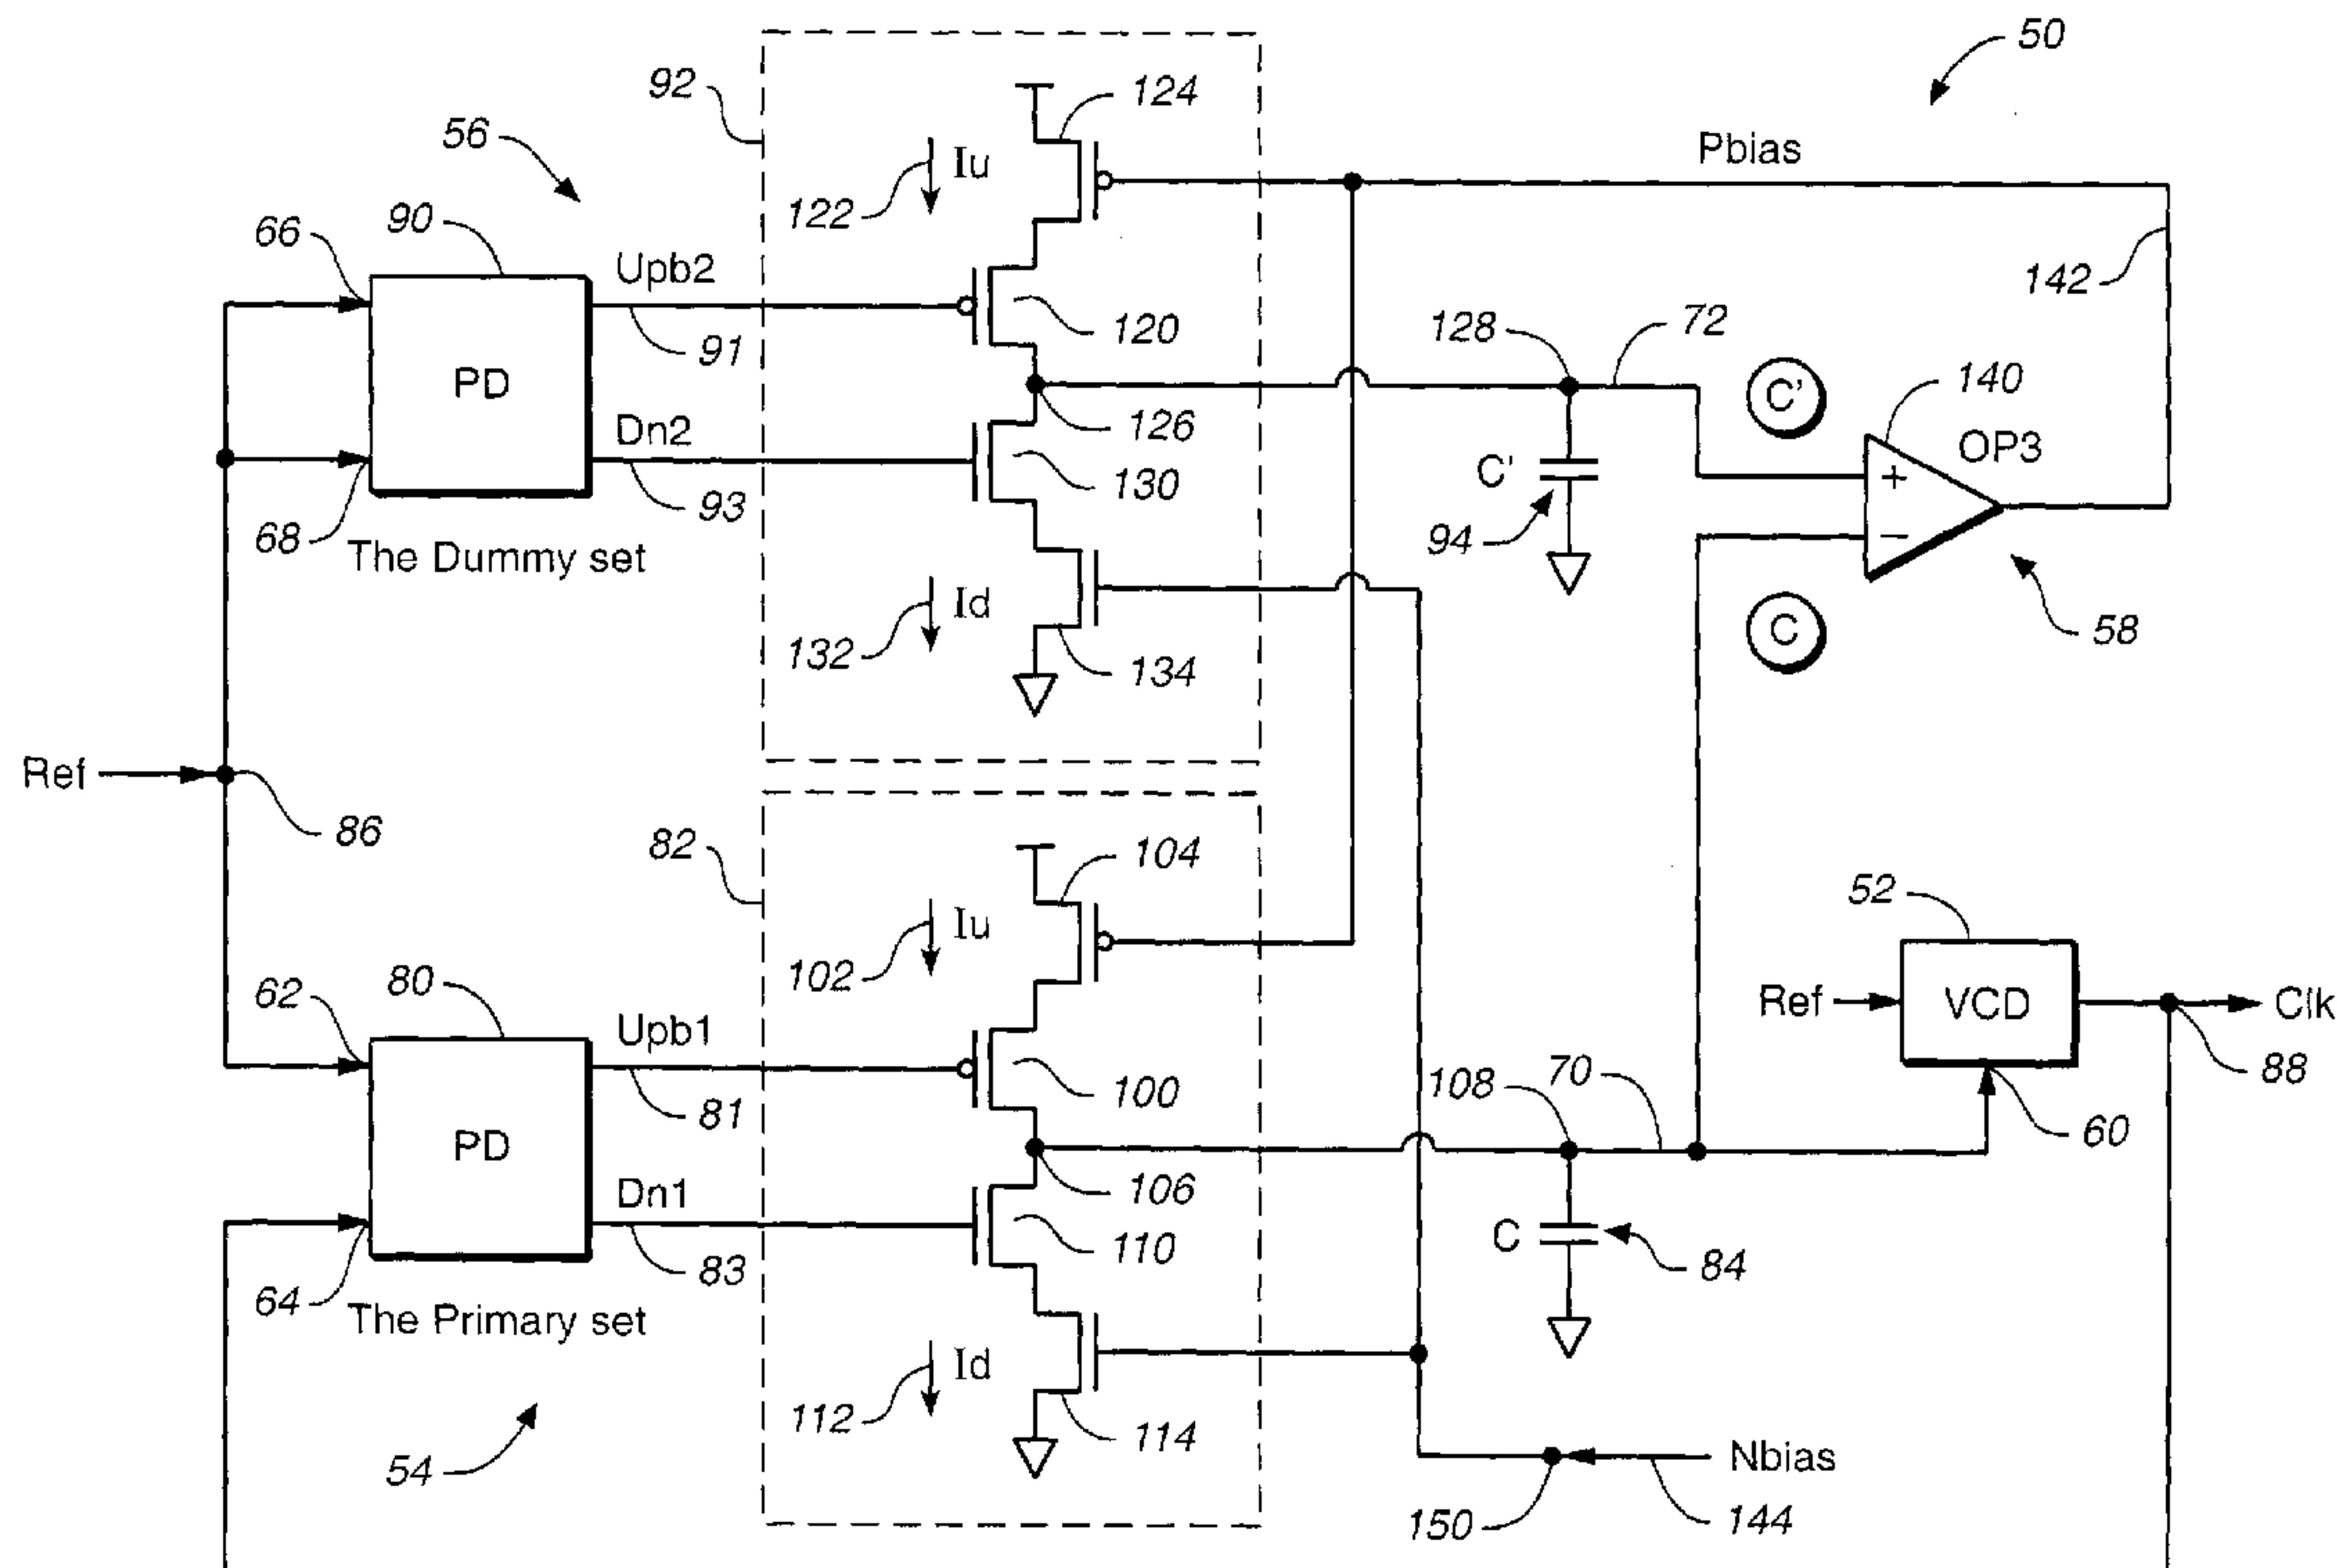 50
92
124
56
Iu
Pbias
122
66
90
Upb2
142
128
72
120
91
PD
C'
140
Dn2
126
OP3
C'
+
130
93
68
94
−
The Dummy set
Id
C
58
132
134
Ref
86
82
104
52
Iu
62
80
102
Ref
VCD
Clk
Upb1
70
108
100
88
81
60
PD
Dn1
106
C
110
84
64
83
The Primary set
Id
112
114
54
Nbias
150
144